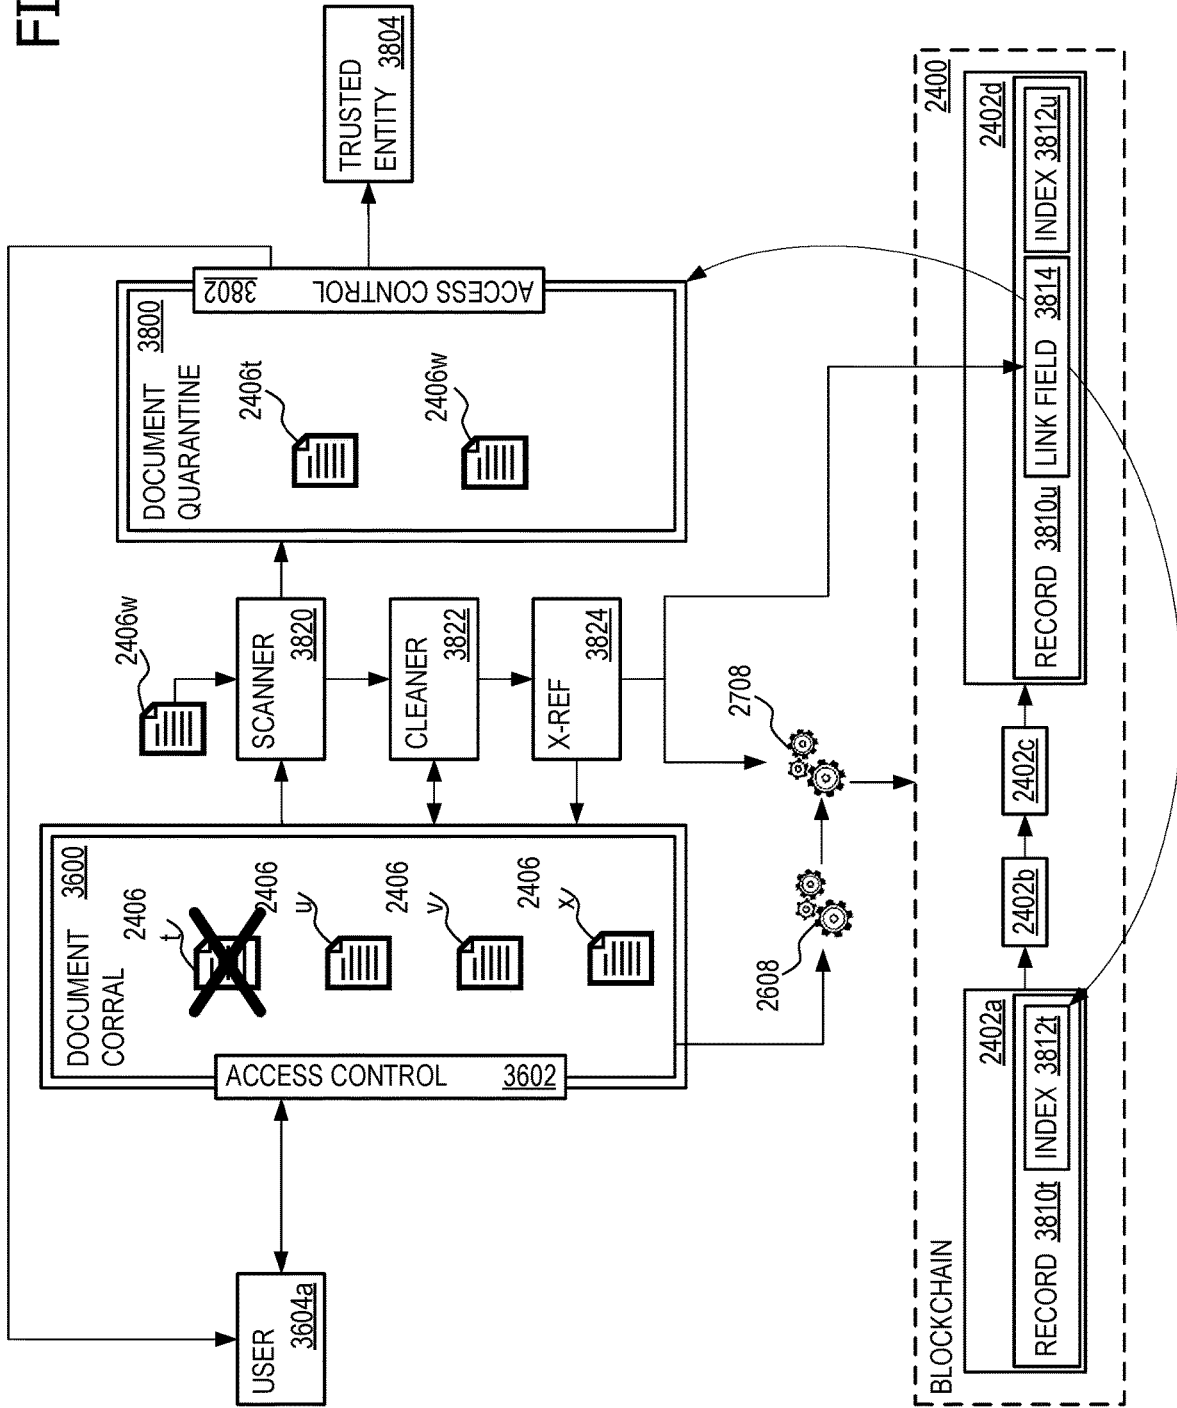 FI
USER
3604a
DOCUMENT
CORRAL
3600
ACCESS CONTROL 3602
2406
t
2406
u
2406
v
2406
x
2406w
SCANNER
3820
CLEANER
3822
X-REF
3824
DOCUMENT
QUARANTINE
3800
2406t
2406w
ACCESS CONTROL 3802
TRUSTED
ENTITY 3804
2608
2708
BLOCKCHAIN
2400
2402a
RECORD 3810t
INDEX 3812t
2402b
2402c
2402d
RECORD 3810u
LINK FIELD 3814
INDEX 3812u